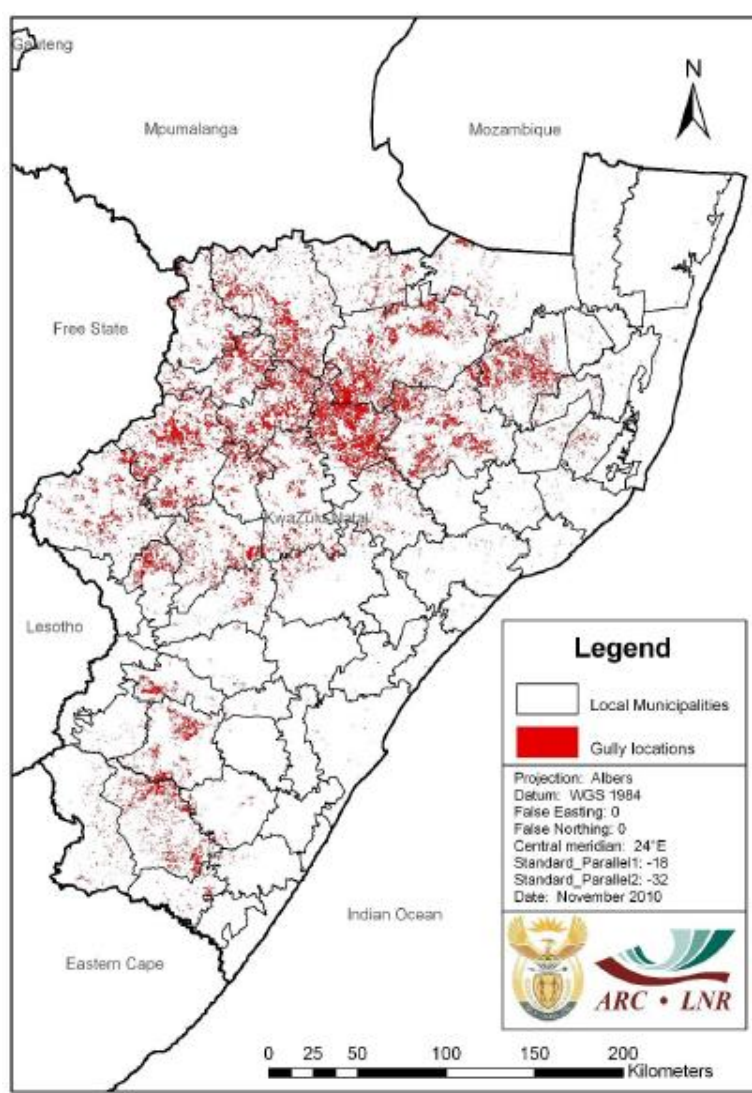 Gauteng
Mpumalanga
Mozambique
N
Free State
KwaZulu-Natal
Lesotho
Legend
Local Municipalities
Gully locations
Projection: Albers
Datum: WGS 1984
False Easting: 0
False Northing: 0
Central meridian: 24°E
Standard_Parallel1: -18
Standard_Parallel2: -32
Date: November 2010
Indian Ocean
Eastern Cape
ARC • LNR
0 25 50 100 150 200
Kilometers